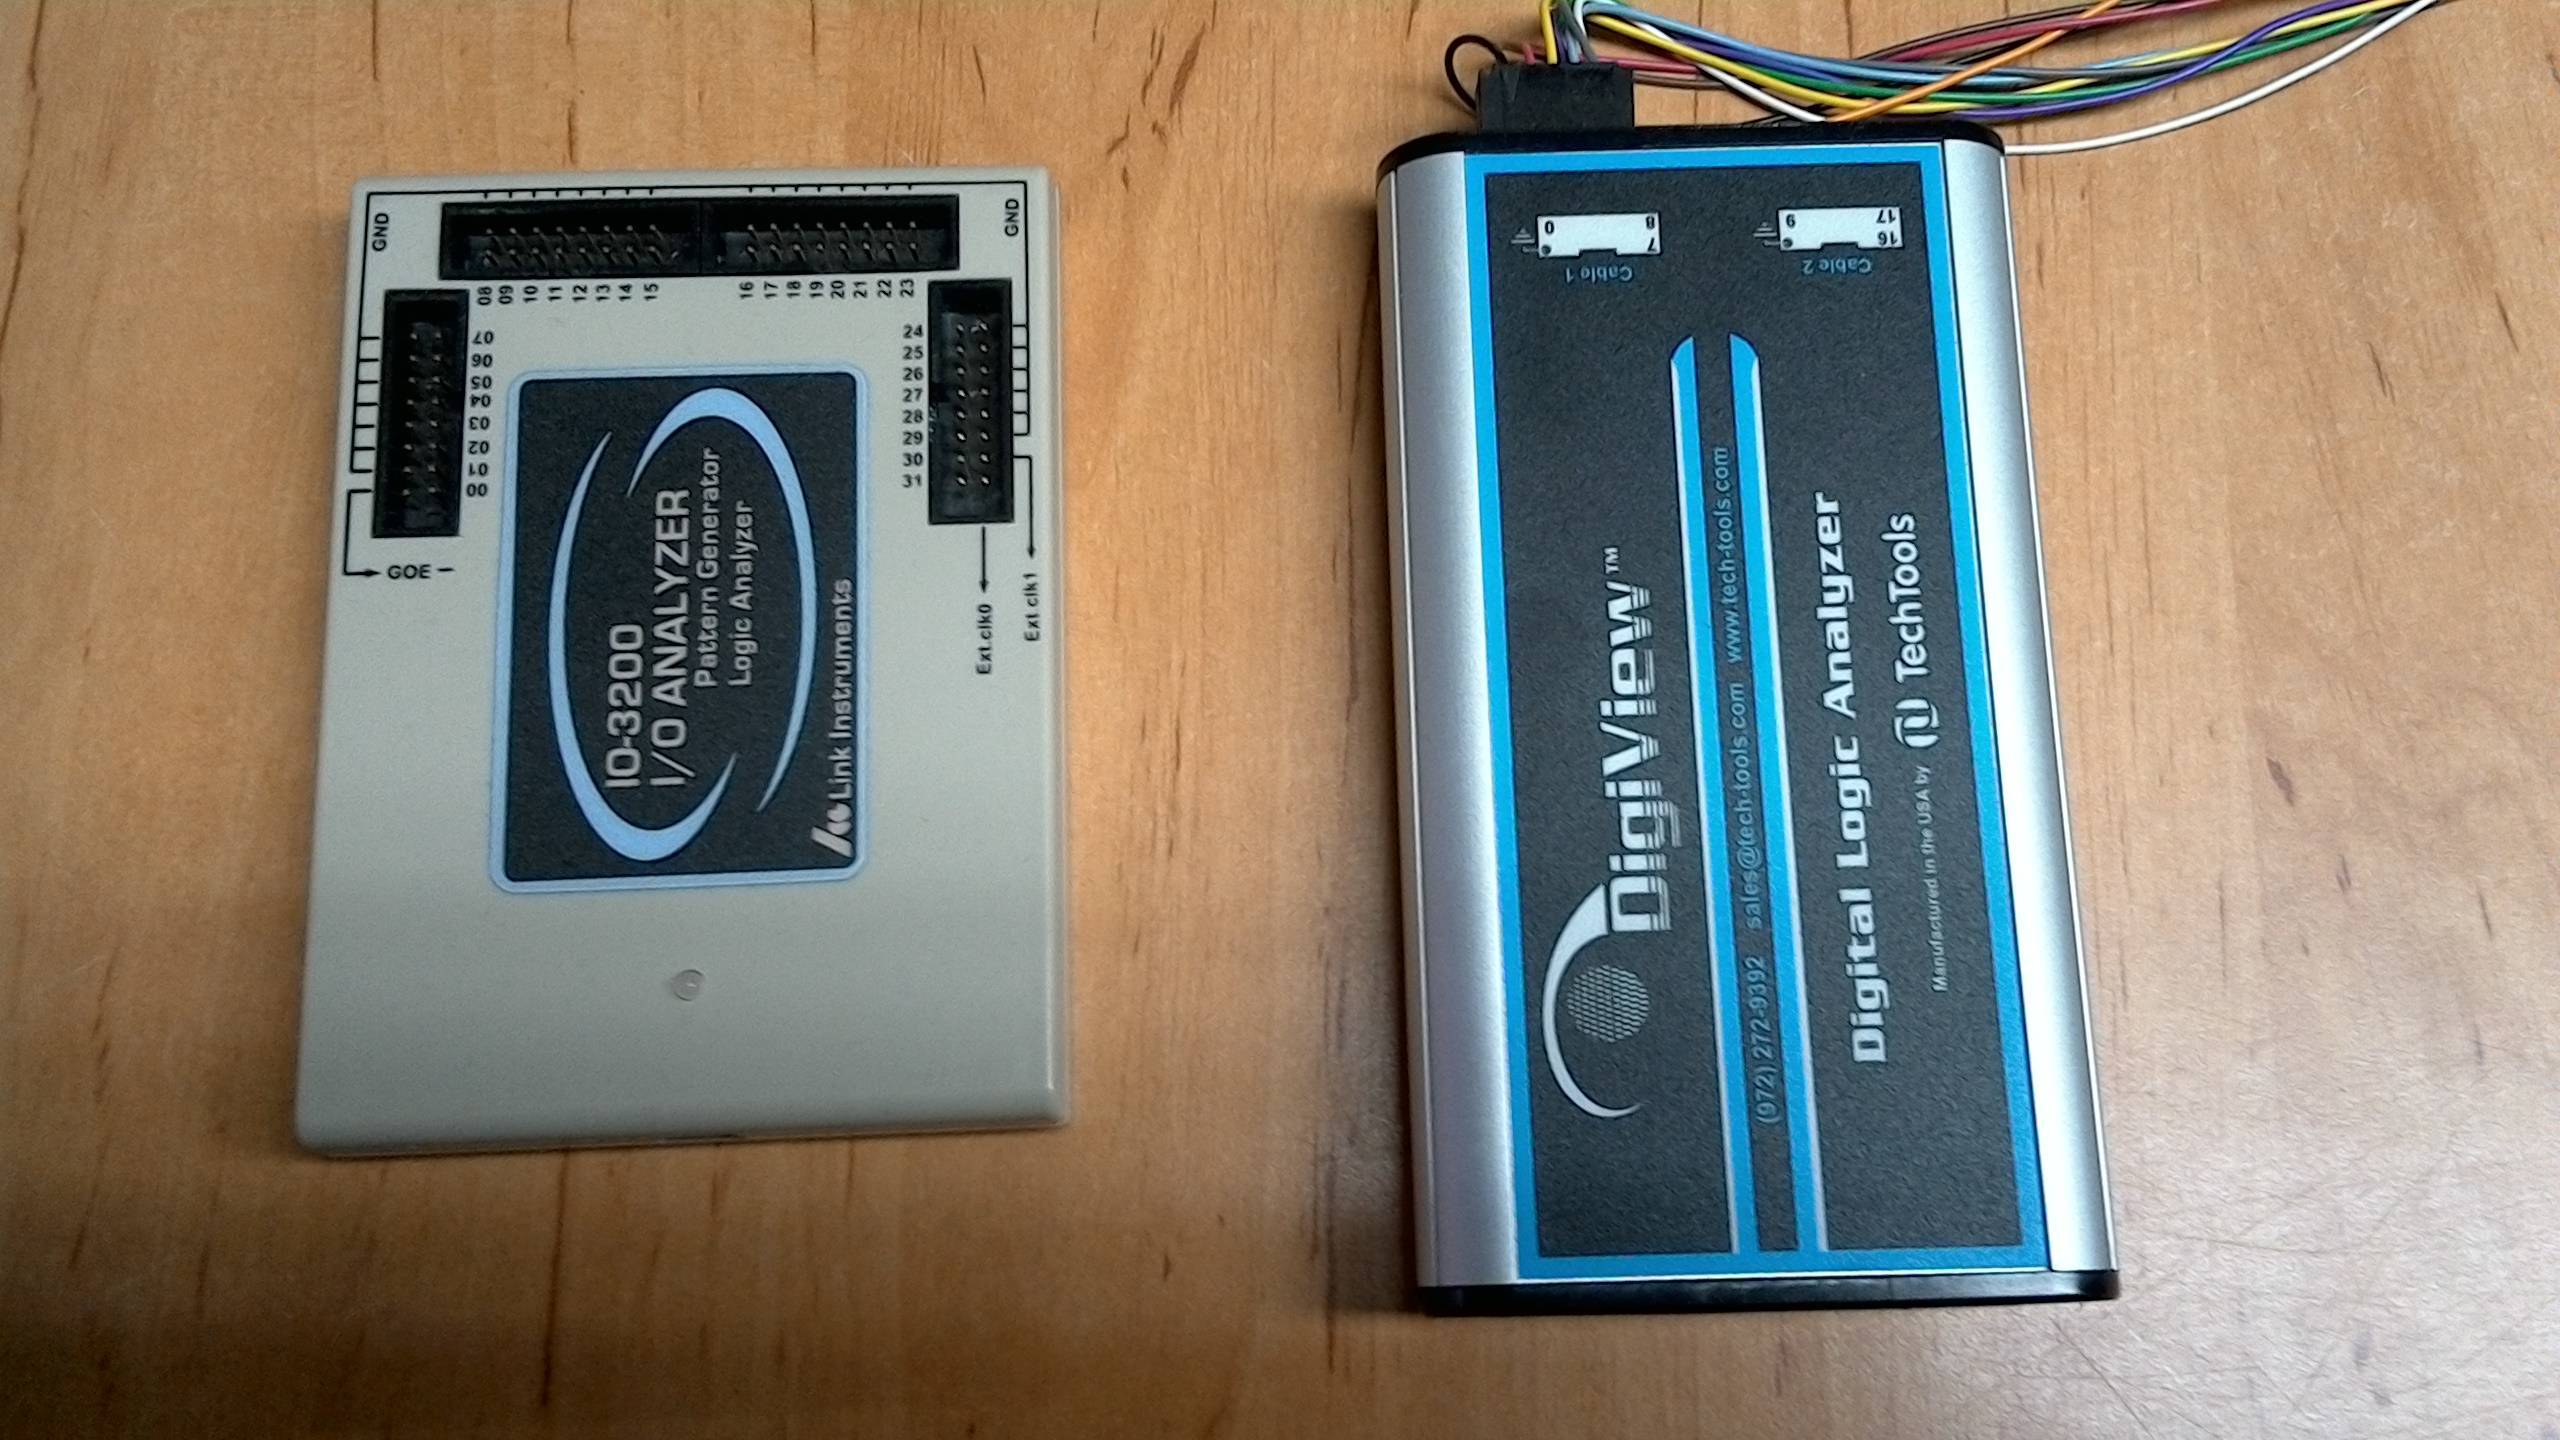 GND
GND
08 09 10 11 12 13 14 15
16 17 18 19 20 21 22 23
07
06
05
04
03
02
01
00
24
25
26
27
28
29
30
31
GOE
Ext.clk0
Ext clk1
IO-3200
I/O ANALYZER
Pattern Generator
Logic Analyzer
Link Instruments
0 8
7
Cable 1
9 17
16
Cable 2
DigiView™
(972) 272-9392 sales@tech-tools.com www.tech-tools.com
Digital Logic Analyzer
Manufactured in the USA by TechTools